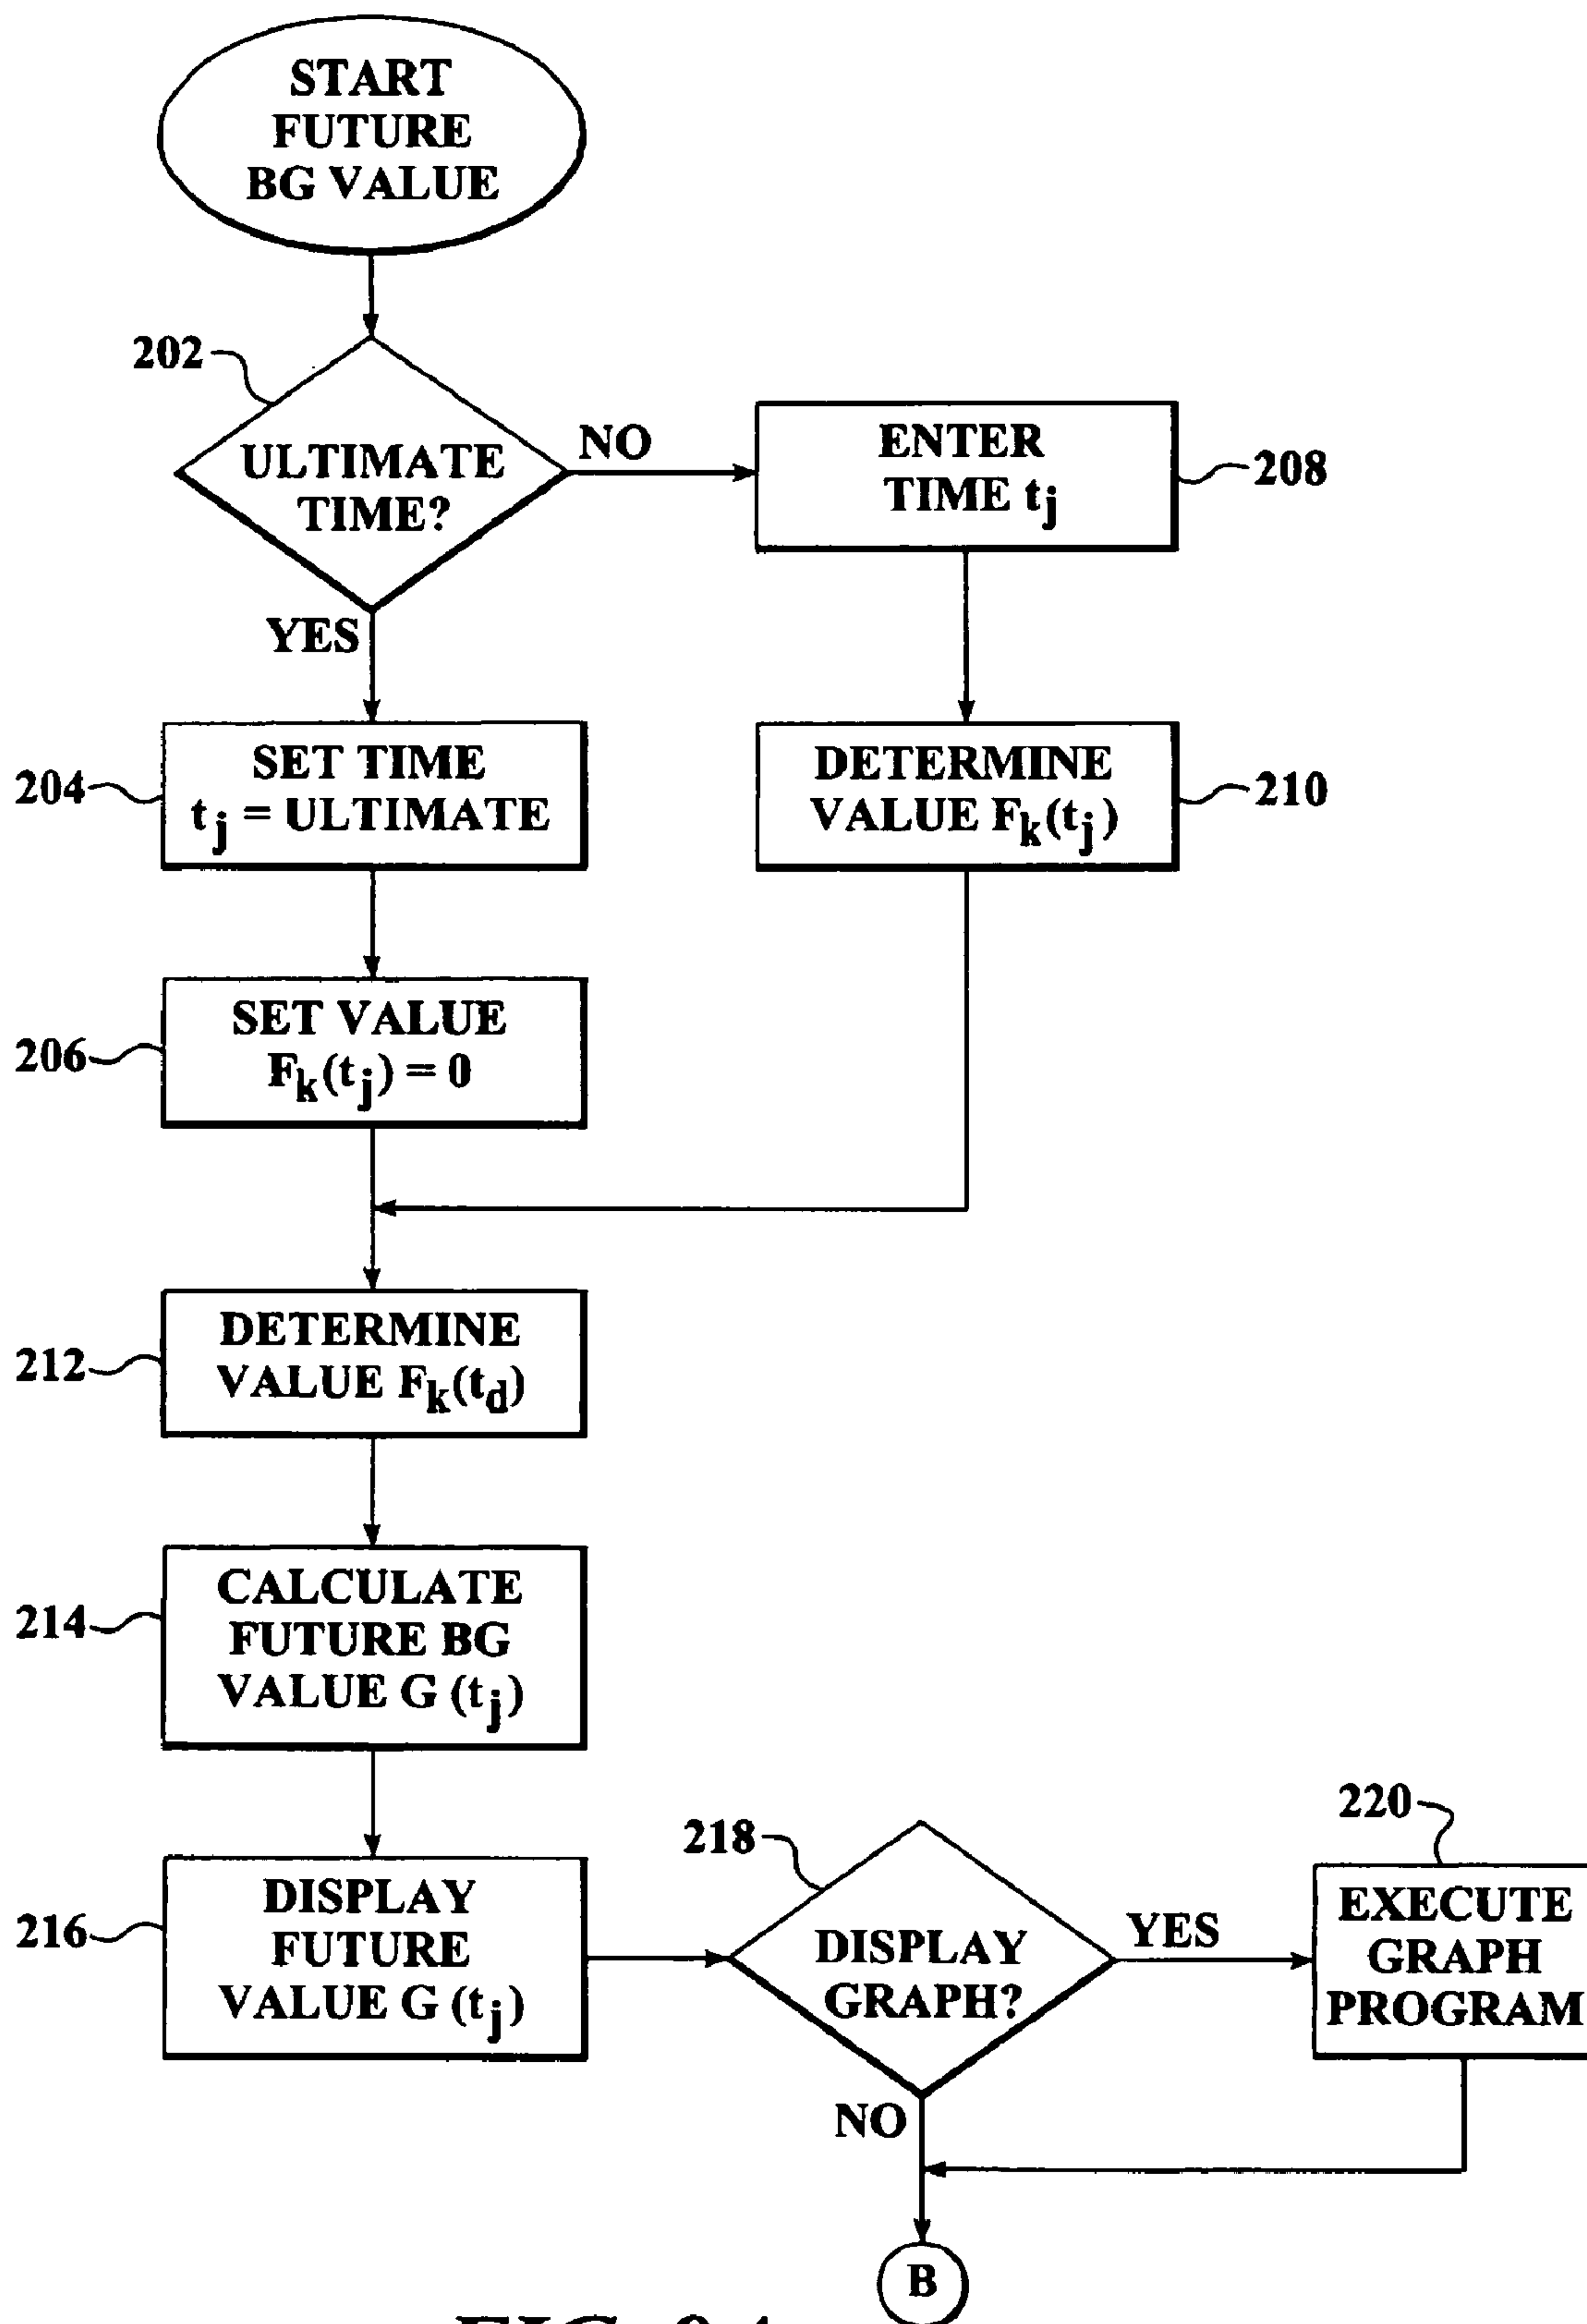 START
FUTURE
BG VALUE
202
ULTIMATE
TIME?
NO
ENTER
TIME tj
208
YES
204
SET TIME
tj = ULTIMATE
DETERMINE
VALUE Fk(tj)
210
206
SET VALUE
Fk(tj) = 0
212
DETERMINE
VALUE Fk(td)
214
CALCULATE
FUTURE BG
VALUE G (tj)
216
DISPLAY
FUTURE
VALUE G (tj)
218
DISPLAY
GRAPH?
YES
220
EXECUTE
GRAPH
PROGRAM
NO
B